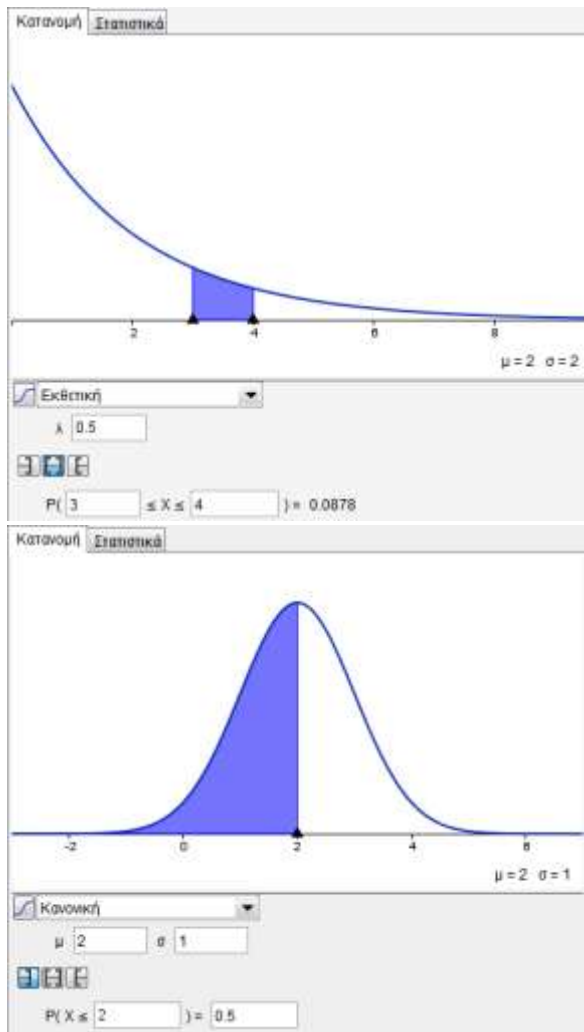 Κατανομή Στατιστικά
2 4 6 8
μ = 2 σ = 2
Εκθετική
λ 0.5
P( 3 ≤ X ≤ 4 ) = 0.0878
Κατανομή Στατιστικά
-2 0 2 4 6
μ = 2 σ = 1
Κανονική
μ 2 σ 1
P( X ≤ 2 ) = 0.5